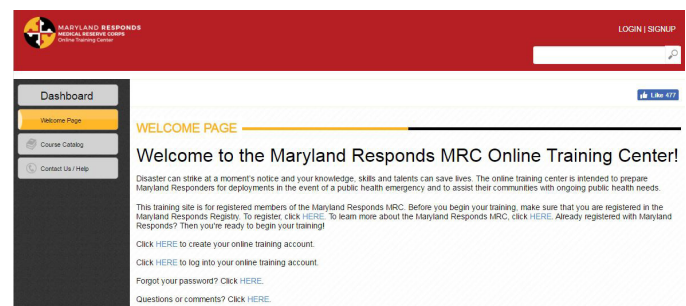 MARYLAND RESPONDS
MEDICAL RESERVE CORPS
Online Training Center
LOGIN | SIGNUP
Dashboard
Welcome Page
Course Catalog
Contact Us / Help
Like 477
WELCOME PAGE
Welcome to the Maryland Responds MRC Online Training Center!
Disaster can strike at a moment's notice and your knowledge, skills and talents can save lives. The online training center is intended to prepare
Maryland Responders for deployments in the event of a public health emergency and to assist their communities with ongoing public health needs.
This training site is for registered members of the Maryland Responds MRC. Before you begin your training, make sure that you are registered in the
Maryland Responds Registry. To register, click HERE. To learn more about the Maryland Responds MRC, click HERE. Already registered with Maryland
Responds? Then you're ready to begin your training!
Click HERE to create your online training account.
Click HERE to log into your online training account.
Forgot your password? Click HERE.
Questions or comments? Click HERE.